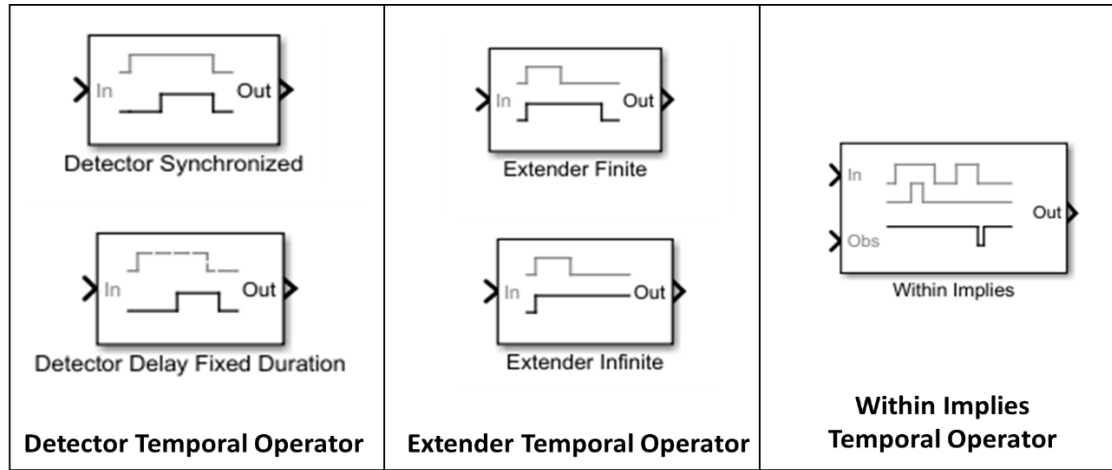 In
Out
Detector Synchronized
In
Out
Detector Delay Fixed Duration
Detector Temporal Operator
In
Out
Extender Finite
In
Out
Extender Infinite
Extender Temporal Operator
In
Obs
Out
Within Implies
Within Implies
Temporal Operator